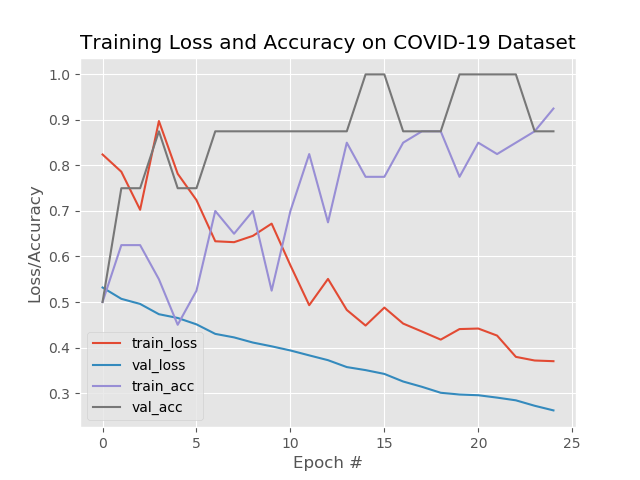 Training Loss and Accuracy on COVID-19 Dataset
Loss/Accuracy
1.0
0.9
0.8
0.7
0.6
0.5
0.4
0.3
train_loss
val_loss
train_acc
val_acc
0 5 10 15 20 25
Epoch #